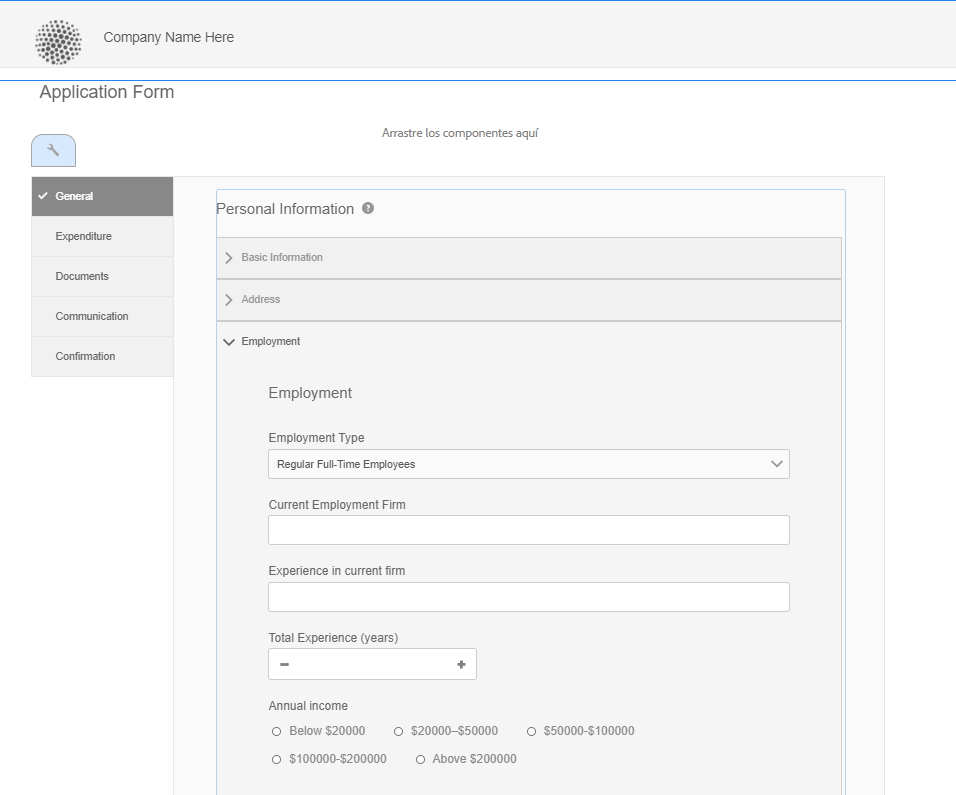 Company Name Here
Application Form
Arrastre los componentes aquí
General
Expenditure
Documents
Communication
Confirmation
Personal Information ?
Basic Information
Address
Employment
Employment
Employment Type
Regular Full-Time Employees
Current Employment Firm
Experience in current firm
Total Experience (years)
Annual income
Below $20000 $20000–$50000 $50000-$100000
$100000-$200000 Above $200000